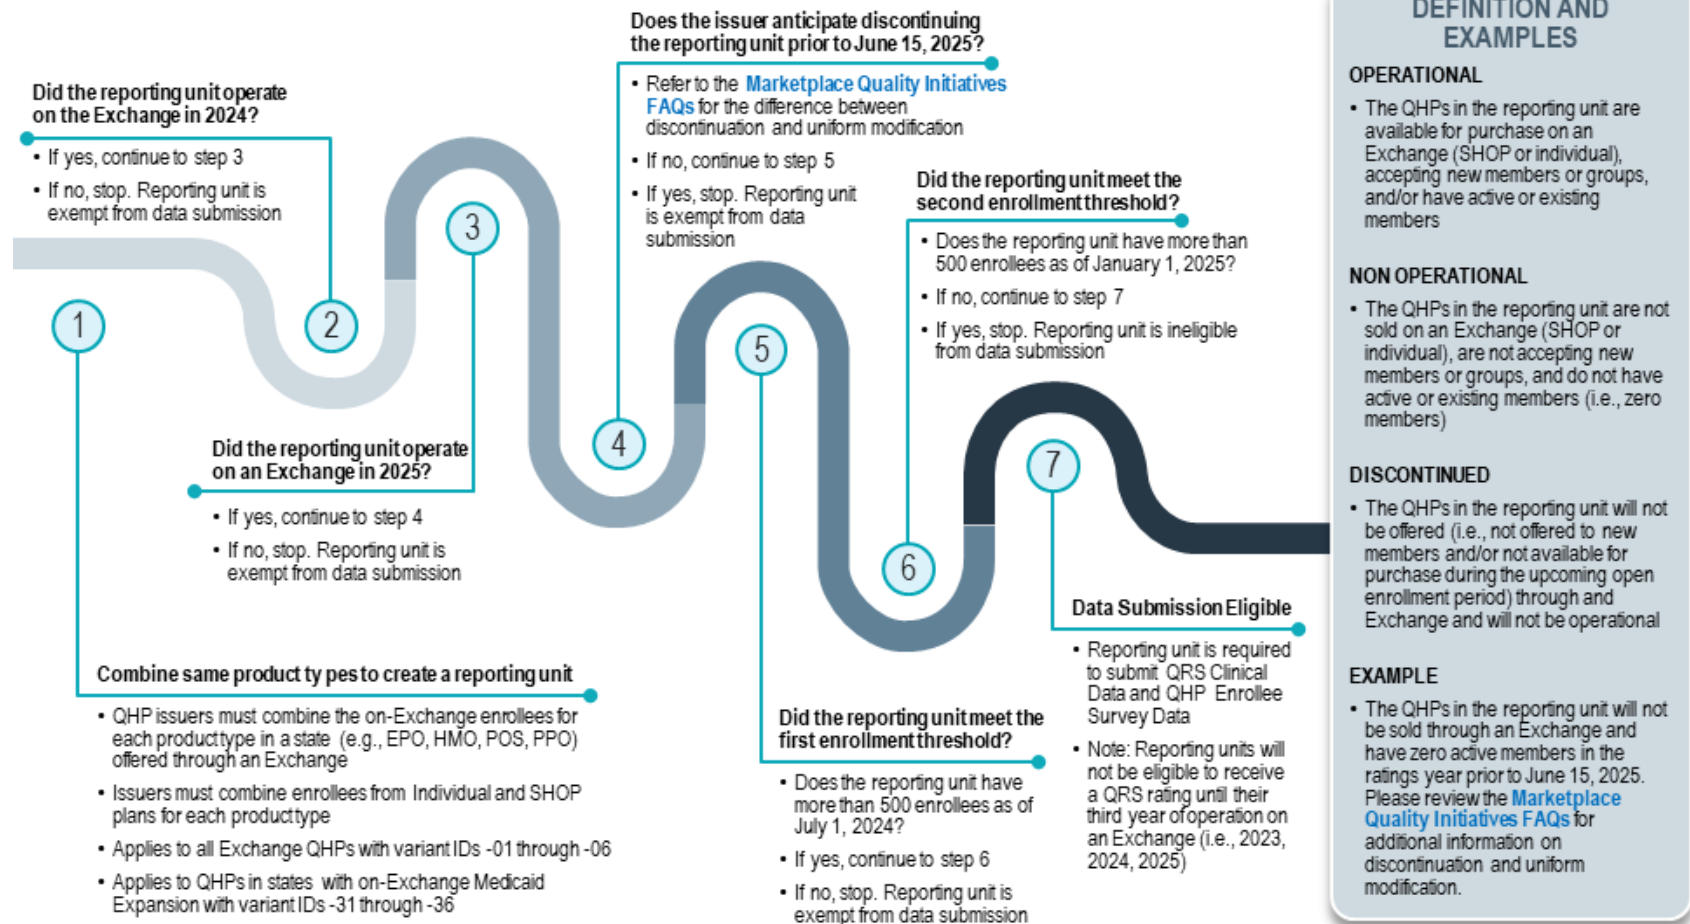 Did the reporting unit operate
on the Exchange in 2024?
• If yes, continue to step 3
• If no, stop. Reporting unit is
exempt from data submission
1
2
3
Did the reporting unit operate
on an Exchange in 2025?
• If yes, continue to step 4
• If no, stop. Reporting unit is
exempt from data submission
Combine same product ty pes to create a reporting unit
• QHP issuers must combine the on-Exchange enrollees for
each product type in a state (e.g., EPO, HMO, POS, PPO)
offered through an Exchange
• Issuers must combine enrollees from Individual and SHOP
plans for each product type
• Applies to all Exchange QHPs with variant IDs -01 through -06
• Applies to QHPs in states with on-Exchange Medicaid
Expansion with variant IDs -31 through -36
Does the issuer anticipate discontinuing
the reporting unit prior to June 15, 2025?
• Refer to the Marketplace Quality Initiatives
FAQs for the difference between
discontinuation and uniform modification
• If no, continue to step 5
• If yes, stop. Reporting unit
is exempt from data
submission
4
5
Did the reporting unit meet the
first enrollment threshold?
• Does the reporting unit have
more than 500 enrollees as of
July 1, 2024?
• If yes, continue to step 6
• If no, stop. Reporting unit is
exempt from data submission
Did the reporting unit meet the
second enrollment threshold?
• Does the reporting unit have more than
500 enrollees as of January 1, 2025?
• If no, continue to step 7
• If yes, stop. Reporting unit is ineligible
from data submission
6
7
Data Submission Eligible
• Reporting unit is required
to submit QRS Clinical
Data and QHP Enrollee
Survey Data
• Note: Reporting units will
not be eligible to receive
a QRS rating until their
third year of operation on
an Exchange (i.e., 2023,
2024, 2025)
DEFINITION AND
EXAMPLES
OPERATIONAL
• The QHPs in the reporting unit are
available for purchase on an
Exchange (SHOP or individual),
accepting new members or groups,
and/or have active or existing
members
NON OPERATIONAL
• The QHPs in the reporting unit are not
sold on an Exchange (SHOP or
individual), are not accepting new
members or groups, and do not have
active or existing members (i.e., zero
members)
DISCONTINUED
• The QHPs in the reporting unit will not
be offered (i.e., not offered to new
members and/or not available for
purchase during the upcoming open
enrollment period) through and
Exchange and will not be operational
EXAMPLE
• The QHPs in the reporting unit will not
be sold through an Exchange and
have zero active members in the
ratings year prior to June 15, 2025.
Please review the Marketplace
Quality Initiatives FAQs for
additional information on
discontinuation and uniform
modification.